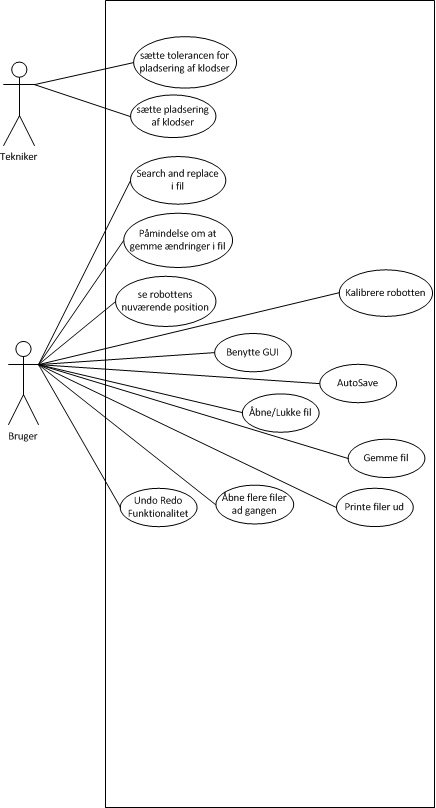 sætte tolerancen for
pladsering af klodser
Tekniker
sætte pladsering
af klodser
Search and replace
i fil
Påmindelse om at
gemme ændringer i fil
se robottens
nuværende position
Kalibrere robotten
Bruger
Benytte GUI
AutoSave
Åbne/Lukke fil
Gemme fil
Undo Redo
Funktionalitet
Åbne flere filer
ad gangen
Printe filer ud